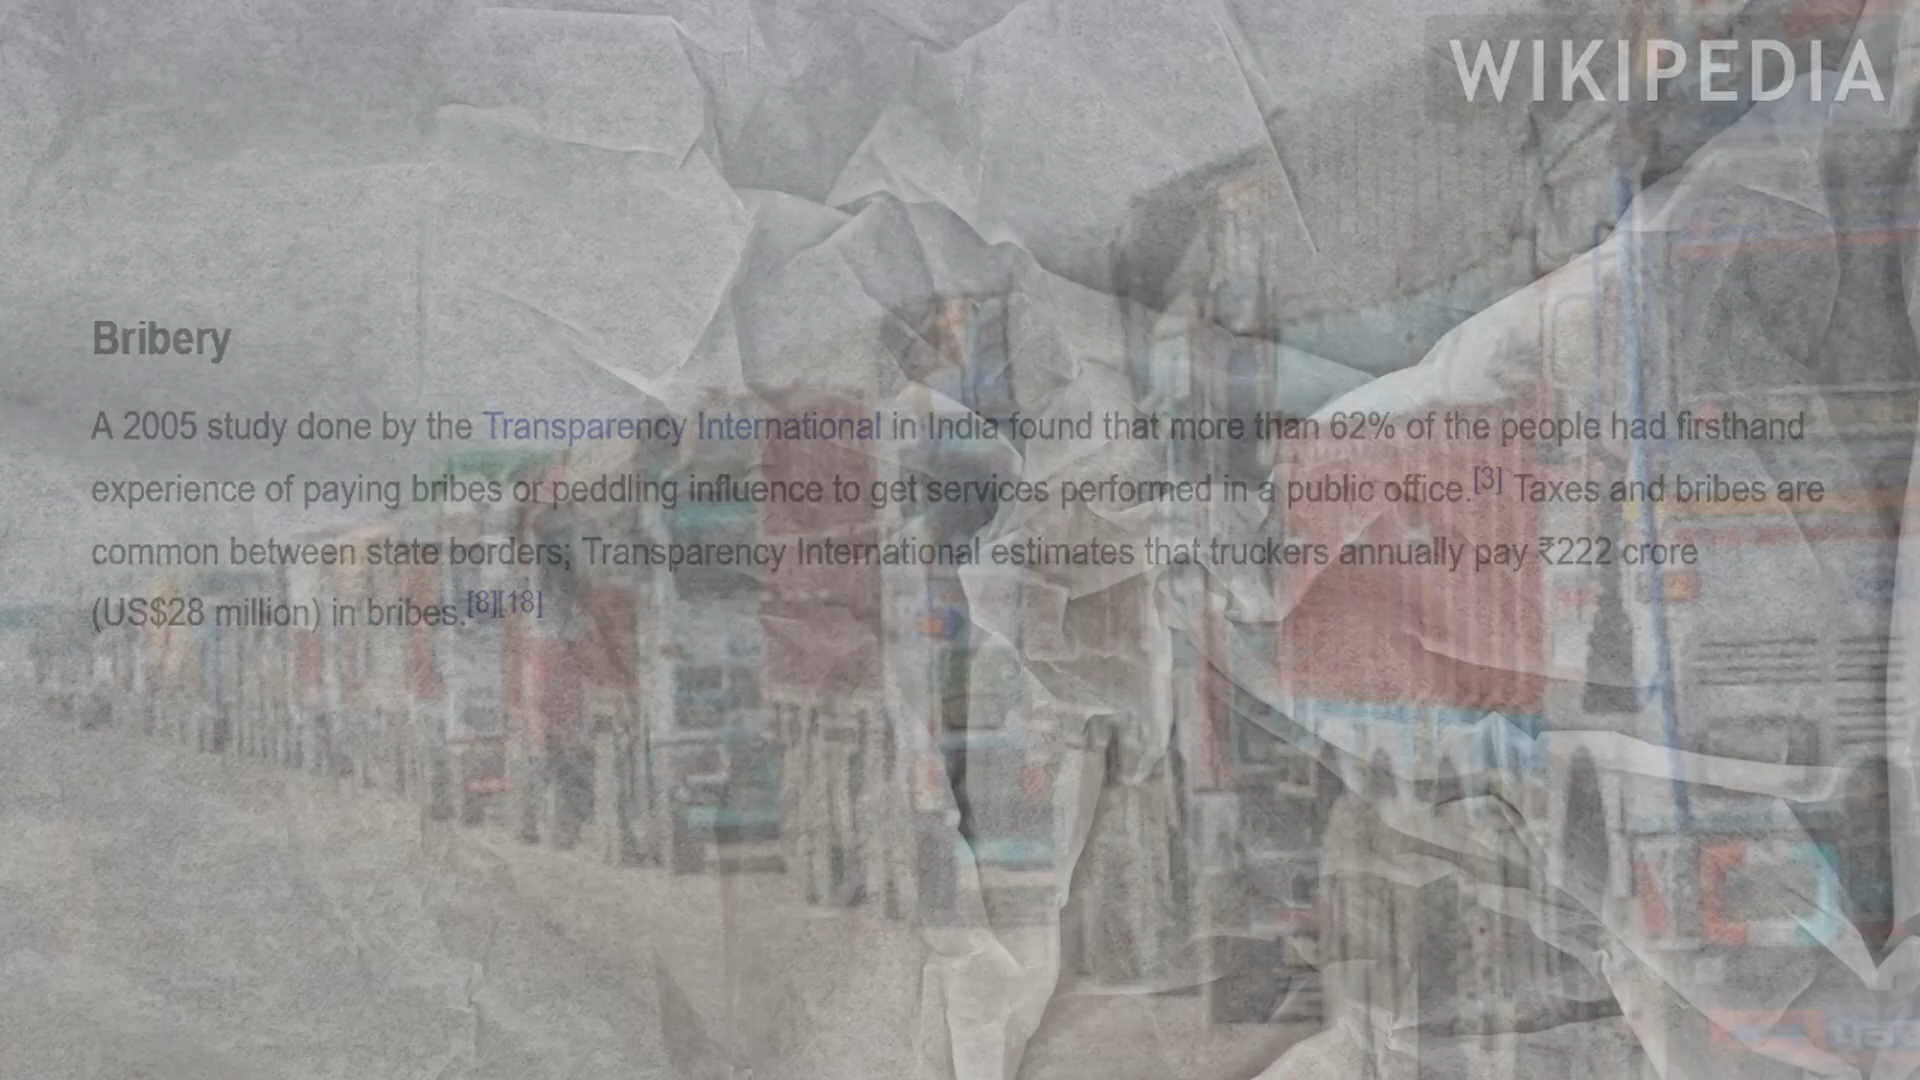 WIKIPEDIA
Bribery
A 2005 study done by the Transparency International in India found that more than 62% of the people had firsthand
experience of paying bribes or peddling influence to get services performed in a public office.[3] Taxes and bribes are
common between state borders; Transparency International estimates that truckers annually pay ₹222 crore
(US$28 million) in bribes.[8][18]